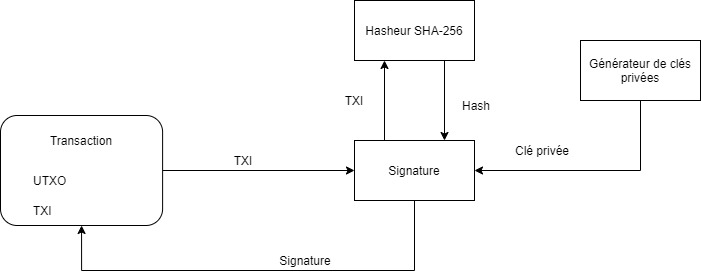 Hasheur SHA-256
Générateur de clés
privées
TXI
Hash
Transaction
TXI
Clé privée
Signature
UTXO
TXI
Signature